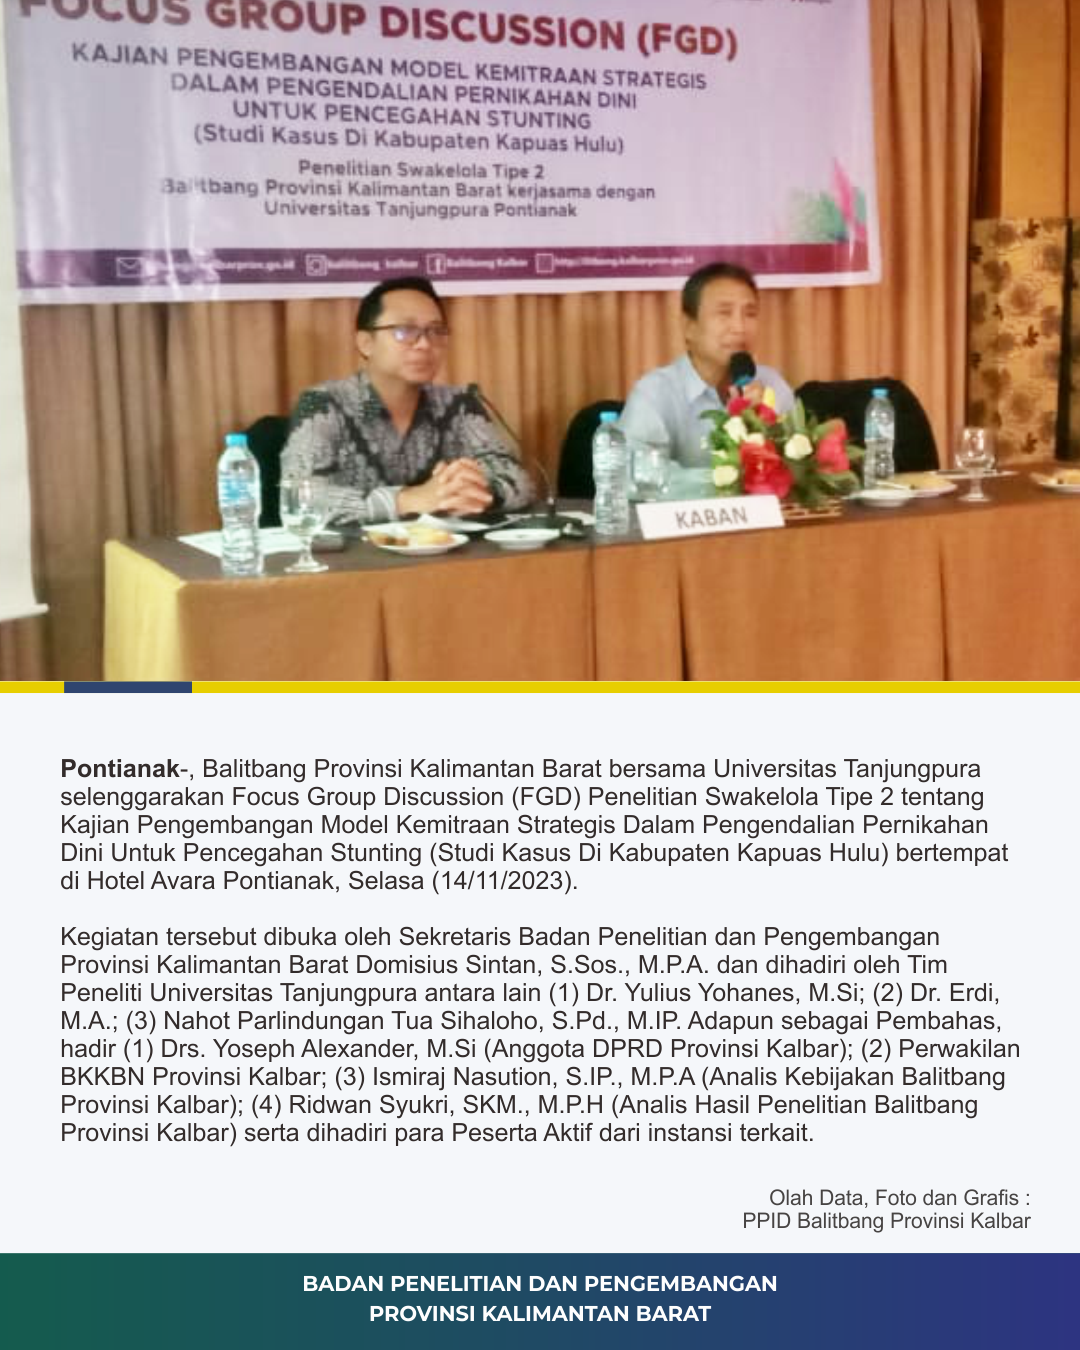 FOCUS GROUP DISCUSSION (FGD)
KAJIAN PENGEMBANGAN MODEL KEMITRAAN STRATEGIS
DALAM PENGENDALIAN PERNIKAHAN DINI
UNTUK PENCEGAHAN STUNTING
(Studi Kasus Di Kabupaten Kapuas Hulu)
Penelitian Swakelola Tipe 2
Balitbang Provinsi Kalimantan Barat kerjasama dengan
Universitas Tanjungpura Pontianak
balitbang kalbar Balitbang Kalbar
KABAN
Pontianak-, Balitbang Provinsi Kalimantan Barat bersama Universitas Tanjungpura
selenggarakan Focus Group Discussion (FGD) Penelitian Swakelola Tipe 2 tentang
Kajian Pengembangan Model Kemitraan Strategis Dalam Pengendalian Pernikahan
Dini Untuk Pencegahan Stunting (Studi Kasus Di Kabupaten Kapuas Hulu) bertempat
di Hotel Avara Pontianak, Selasa (14/11/2023).
Kegiatan tersebut dibuka oleh Sekretaris Badan Penelitian dan Pengembangan
Provinsi Kalimantan Barat Domisius Sintan, S.Sos., M.P.A. dan dihadiri oleh Tim
Peneliti Universitas Tanjungpura antara lain (1) Dr. Yulius Yohanes, M.Si; (2) Dr. Erdi,
M.A.; (3) Nahot Parlindungan Tua Sihaloho, S.Pd., M.IP. Adapun sebagai Pembahas,
hadir (1) Drs. Yoseph Alexander, M.Si (Anggota DPRD Provinsi Kalbar); (2) Perwakilan
BKKBN Provinsi Kalbar; (3) Ismiraj Nasution, S.IP., M.P.A (Analis Kebijakan Balitbang
Provinsi Kalbar); (4) Ridwan Syukri, SKM., M.P.H (Analis Hasil Penelitian Balitbang
Provinsi Kalbar) serta dihadiri para Peserta Aktif dari instansi terkait.
Olah Data, Foto dan Grafis :
PPID Balitbang Provinsi Kalbar
BADAN PENELITIAN DAN PENGEMBANGAN
PROVINSI KALIMANTAN BARAT